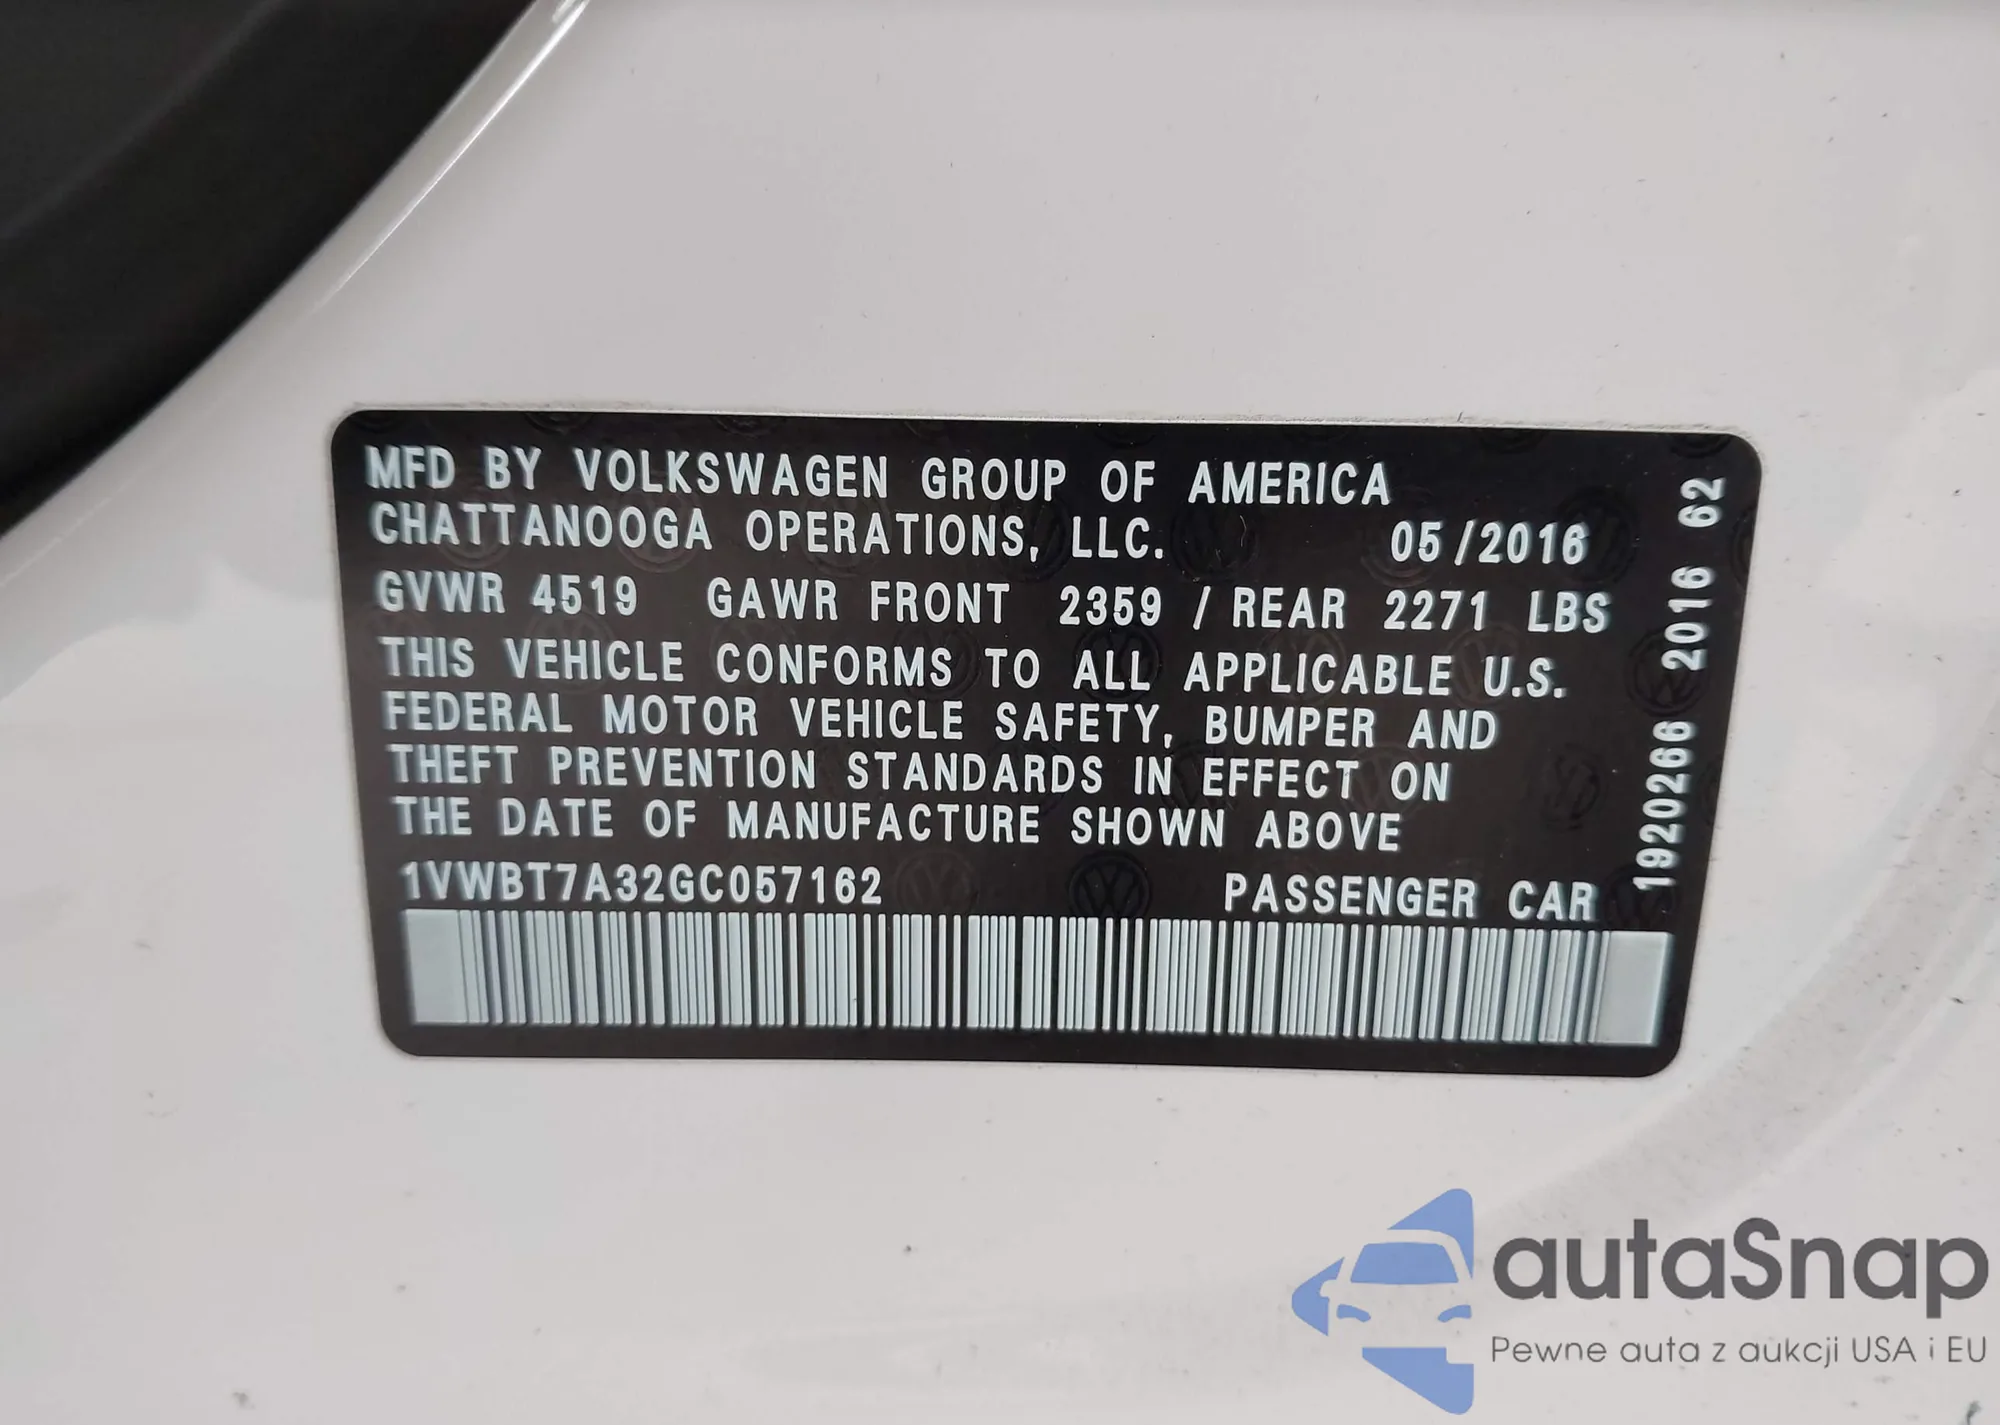 MFD BY VOLKSWAGEN GROUP OF AMERICA
CHATTANOOGA OPERATIONS, LLC. 05/2016
GVWR 4519 GAWR FRONT 2359 / REAR 2271 LBS
THIS VEHICLE CONFORMS TO ALL APPLICABLE U.S.
FEDERAL MOTOR VEHICLE SAFETY, BUMPER AND
THEFT PREVENTION STANDARDS IN EFFECT ON
THE DATE OF MANUFACTURE SHOWN ABOVE
1VWBT7A32GC057162 PASSENGER CAR
1920266 2016 62
autaSnap
Pewne auta z aukcji USA i EU